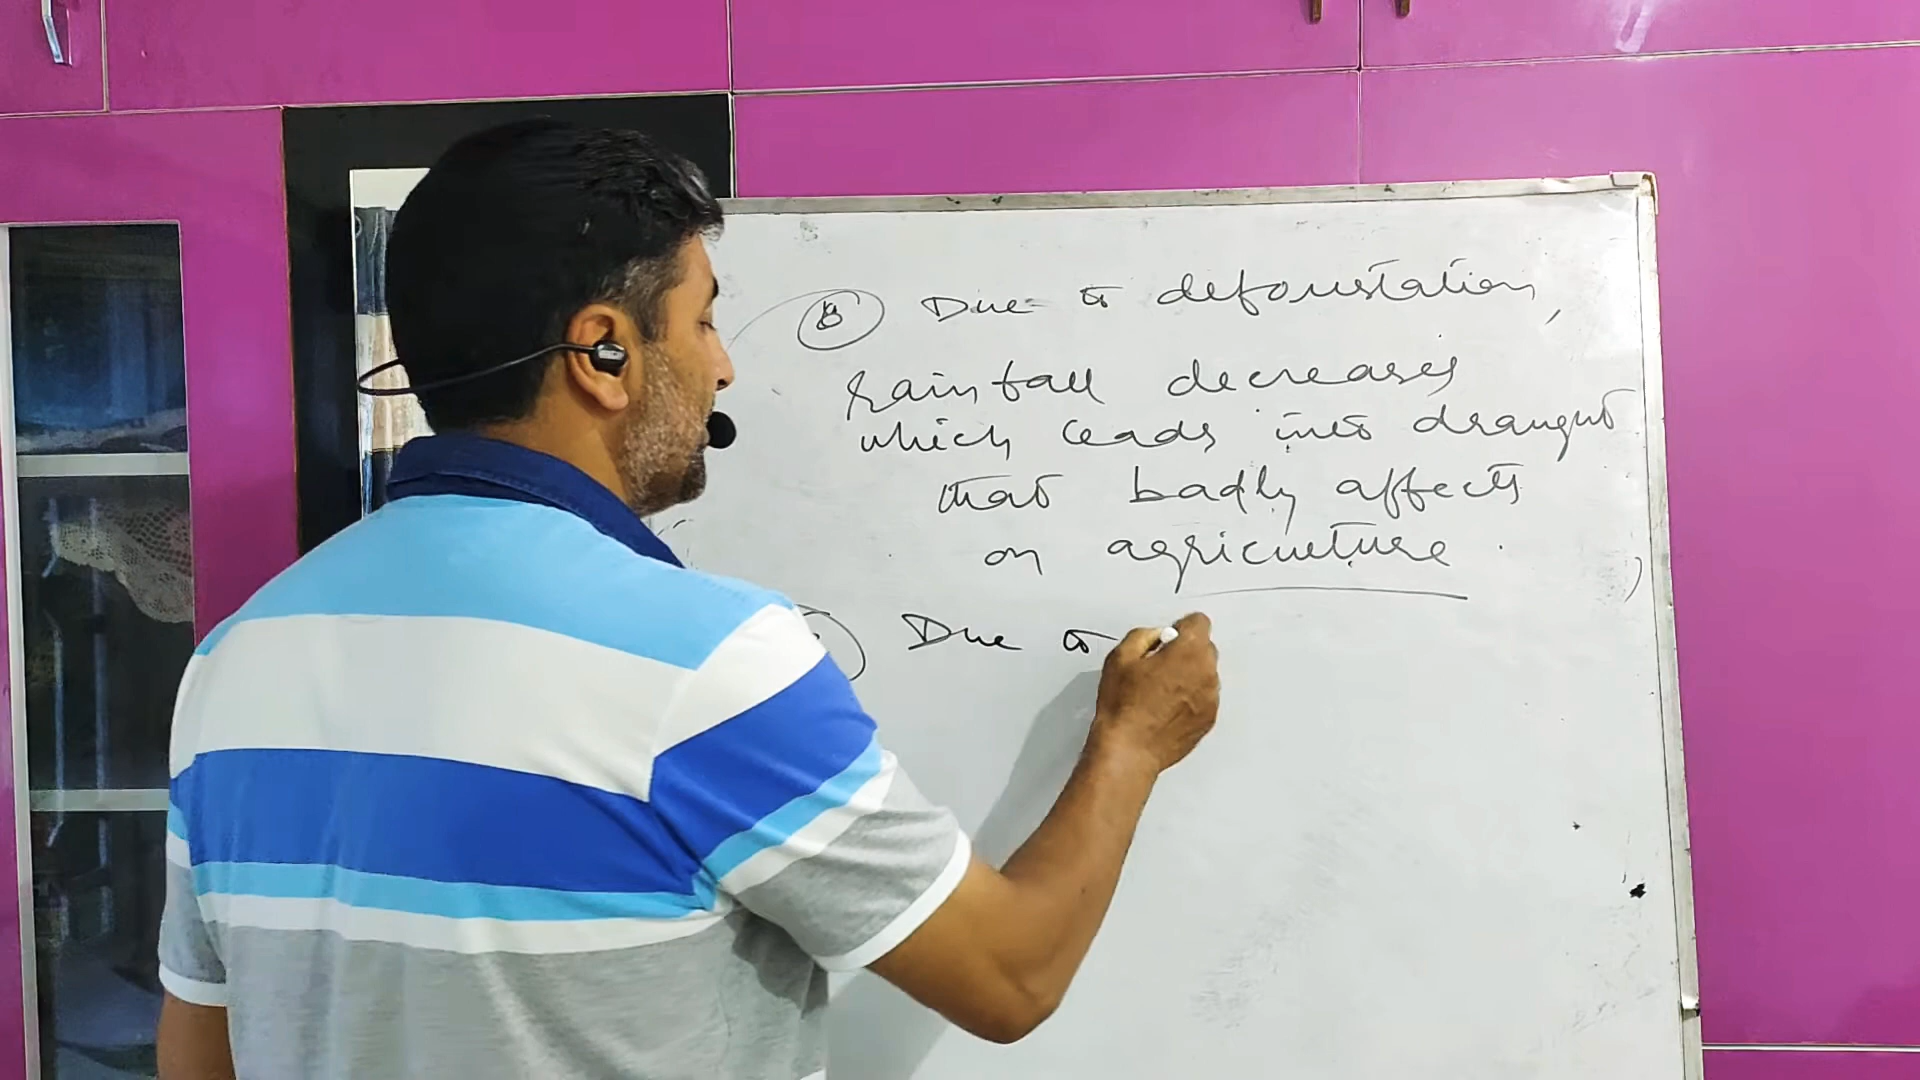 8 Due to deforestation,
rainfall decreases
which leads into draught
that badly affects
on agriculture.
Due to